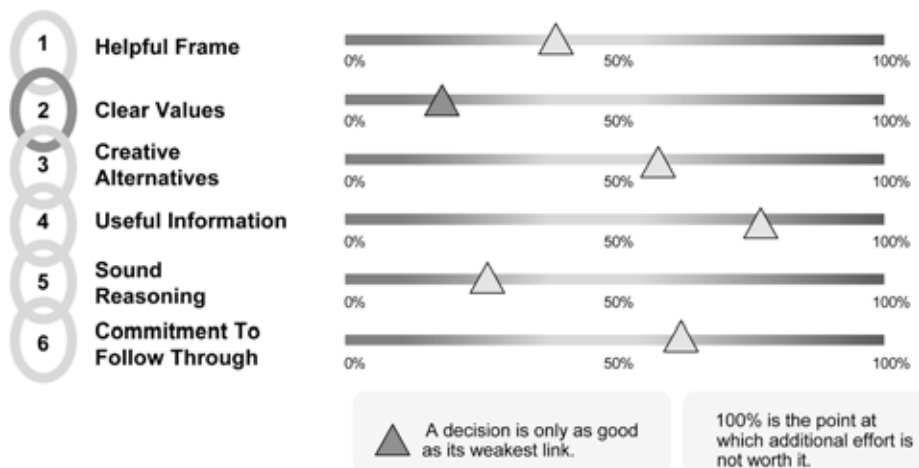 1
Helpful Frame
0%
50%
100%
2
Clear Values
0%
50%
100%
3
Creative
Alternatives
0%
50%
100%
4
Useful Information
0%
50%
100%
5
Sound
Reasoning
0%
50%
100%
6
Commitment To
Follow Through
0%
50%
100%
A decision is only as good
as its weakest link.
100% is the point at
which additional effort is
not worth it.